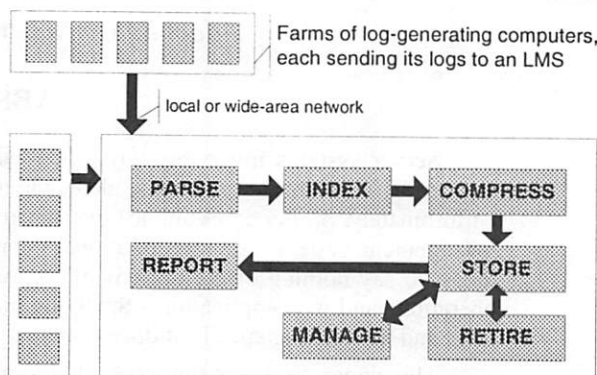 Farms of log-generating computers,
each sending its logs to an LMS
local or wide-area network
PARSE
INDEX
COMPRESS
REPORT
STORE
MANAGE
RETIRE